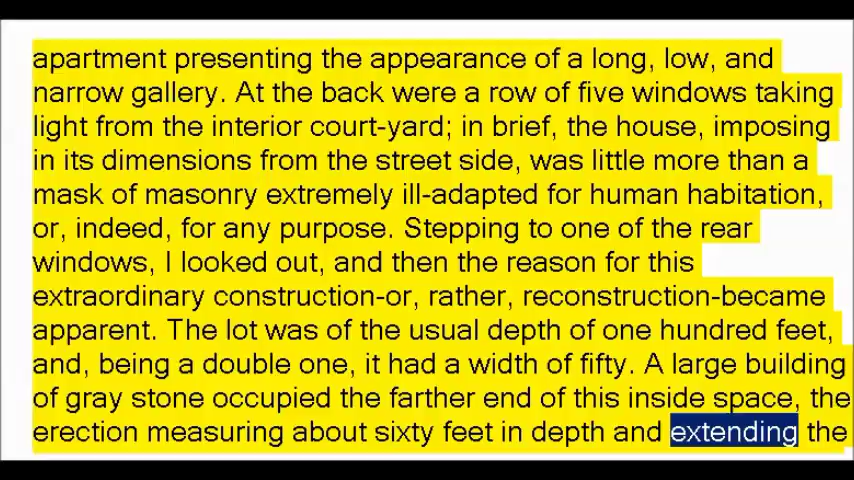 apartment presenting the appearance of a long, low, and
narrow gallery. At the back were a row of five windows taking
light from the interior court-yard; in brief, the house, imposing
in its dimensions from the street side, was little more than a
mask of masonry extremely ill-adapted for human habitation,
or, indeed, for any purpose. Stepping to one of the rear
windows, I looked out, and then the reason for this
extraordinary construction-or, rather, reconstruction-became
apparent. The lot was of the usual depth of one hundred feet,
and, being a double one, it had a width of fifty. A large building
of gray stone occupied the farther end of this inside space, the
erection measuring about sixty feet in depth and extending the